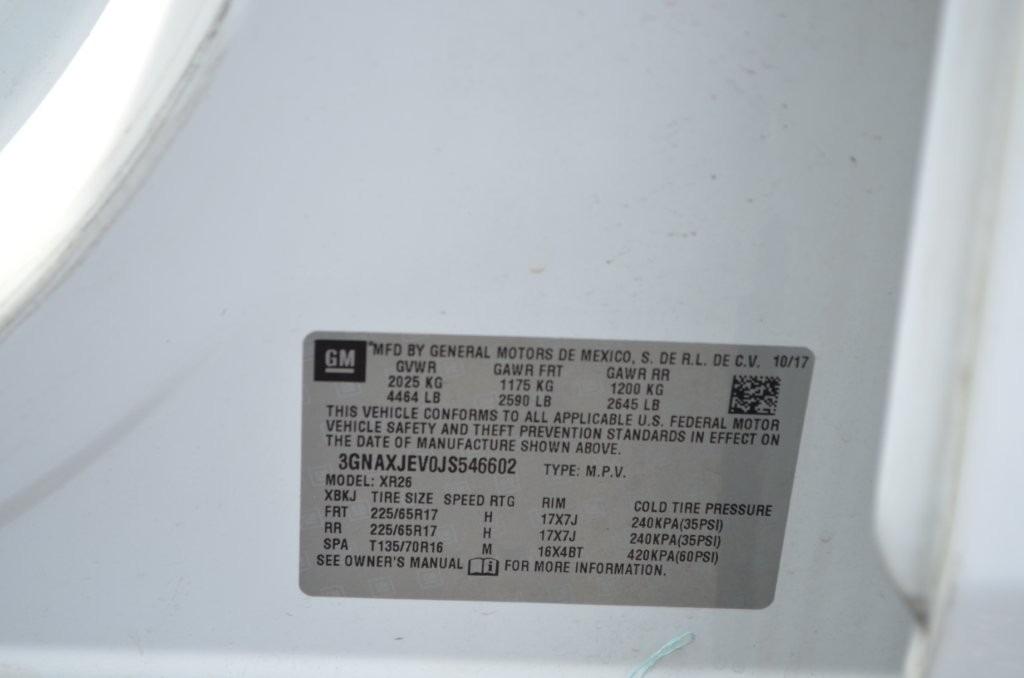 GM *MFD BY GENERAL MOTORS DE MEXICO, S. DE R.L. DE C.V. 10/17
GVWR GAWR FRT GAWR RR
2025 KG 1175 KG 1200 KG
4464 LB 2590 LB 2645 LB
THIS VEHICLE CONFORMS TO ALL APPLICABLE U.S. FEDERAL MOTOR
VEHICLE SAFETY AND THEFT PREVENTION STANDARDS IN EFFECT ON
THE DATE OF MANUFACTURE SHOWN ABOVE.
3GNAXJEV0JS546602 TYPE: M.P.V.
MODEL: XR26
XBKJ TIRE SIZE SPEED RTG RIM COLD TIRE PRESSURE
FRT 225/65R17 H 17X7J 240KPA(35PSI)
RR 225/65R17 H 17X7J 240KPA(35PSI)
SPA T135/70R16 M 16X4BT 420KPA(60PSI)
SEE OWNER'S MANUAL FOR MORE INFORMATION.